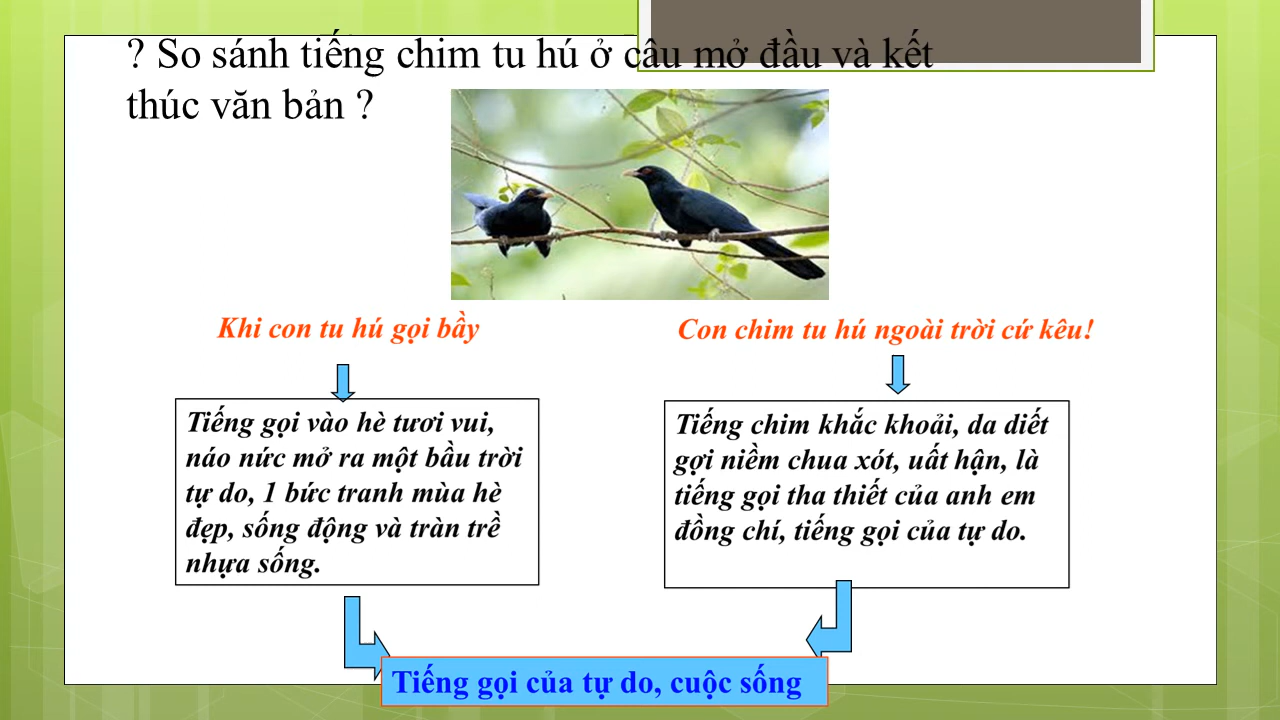 ? So sánh tiếng chim tu hú ở câu mở đầu và kết
thúc văn bản ?
Khi con tu hú gọi bầy
Con chim tu hú ngoài trời cứ kêu!
Tiếng gọi vào hè tươi vui,
náo nức mở ra một bầu trời
tự do, 1 bức tranh mùa hè
đẹp, sống động và tràn trề
nhựa sống.
Tiếng chim khắc khoải, da diết
gợi niềm chua xót, uất hận, là
tiếng gọi tha thiết của anh em
đồng chí, tiếng gọi của tự do.
Tiếng gọi của tự do, cuộc sống